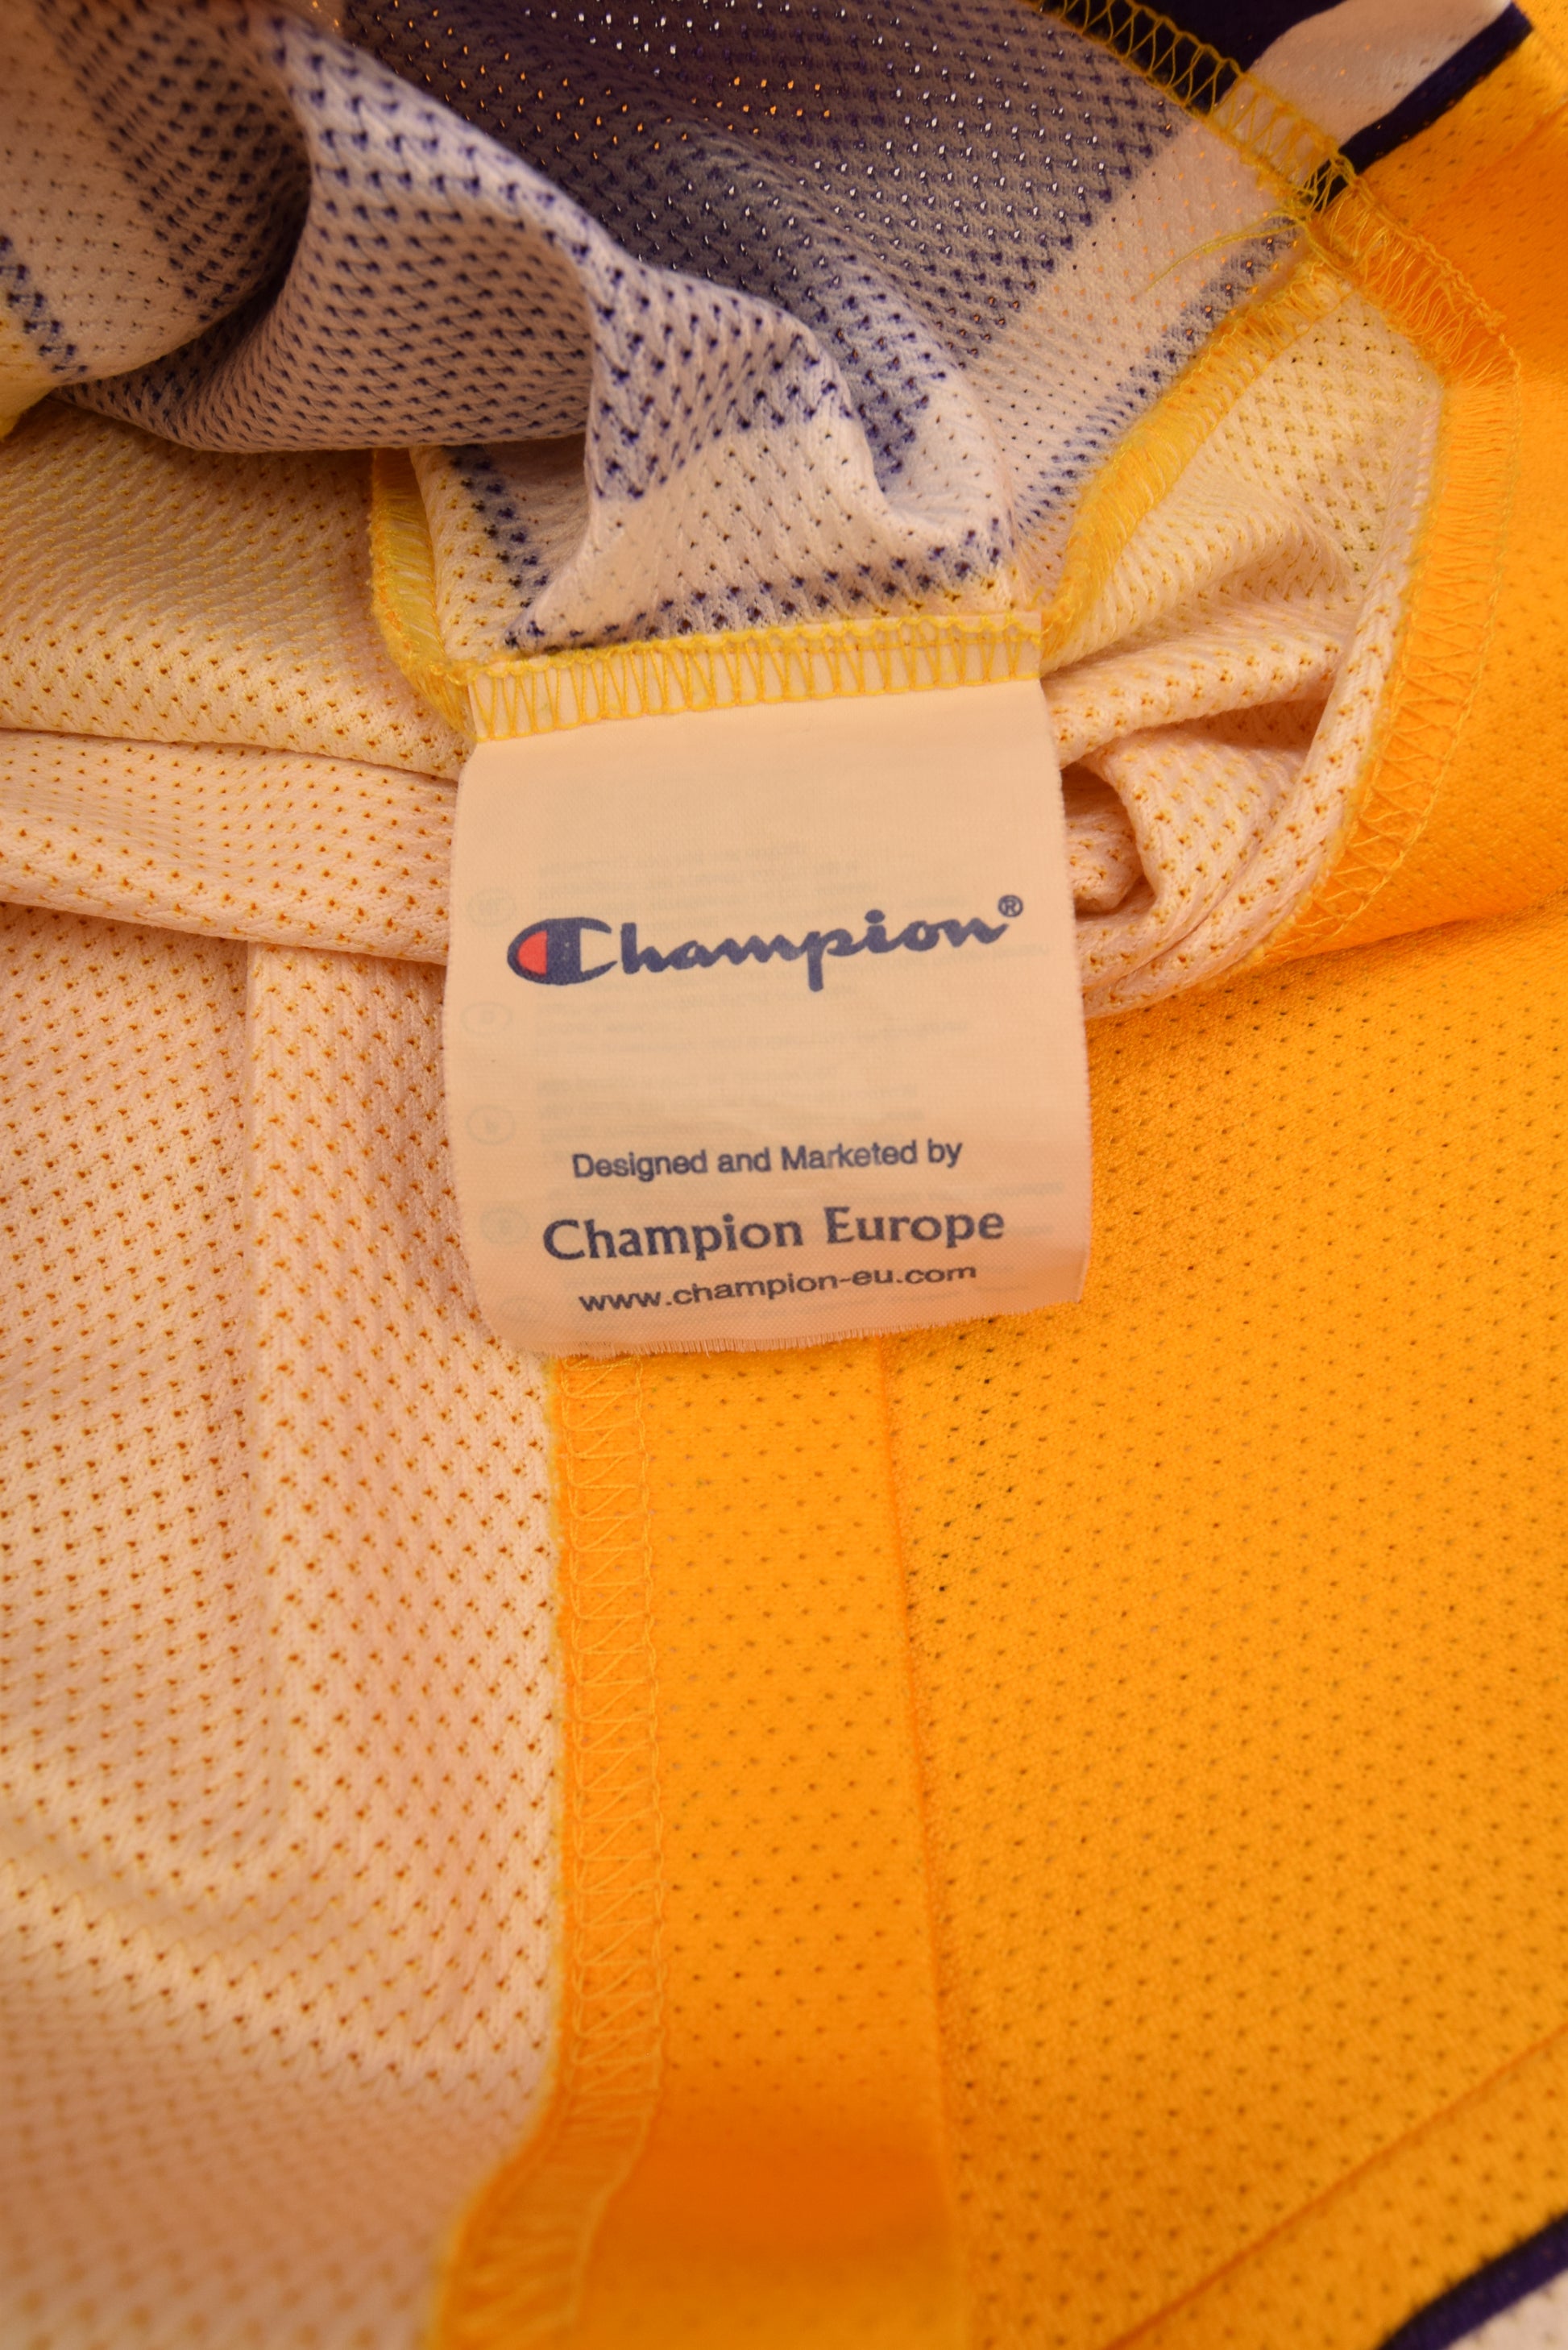 Champion®
Designed and Marketed by
Champion Europe
www.champion-eu.com